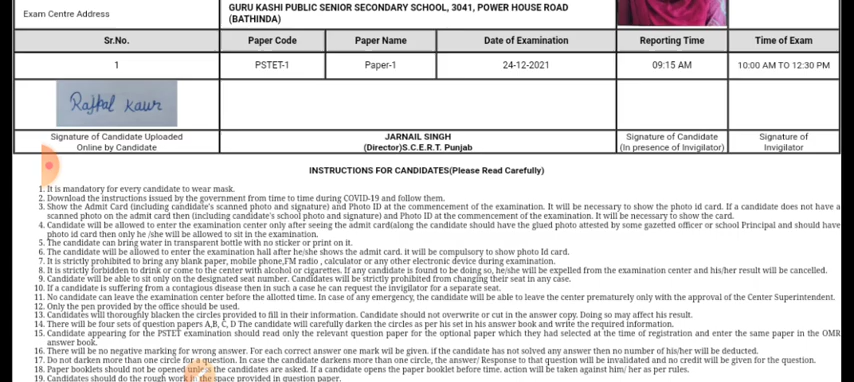 GURU KASHI PUBLIC SENIOR SECONDARY SCHOOL, 3041, POWER HOUSE ROAD
Exam Centre Address
(BATHINDA)
Sr.No. Paper Code Paper Name Date of Examination Reporting Time Time of Exam
1 PSTET-1 Paper-1 24-12-2021 09:15 AM 10:00 AM TO 12:30 PM
Rajpal Kaur
Signature of Candidate Uploaded JARNAIL SINGH Signature of Candidate Signature of
Online by Candidate (Director)S.C.E.R.T. Punjab (In presence of Invigilator) Invigilator
INSTRUCTIONS FOR CANDIDATES(Please Read Carefully)
1. It is mandatory for every candidate to wear mask.
2. Download the instructions issued by the government from time to time during COVID-19 and follow them.
3. Show the Admit Card (including candidate's scanned photo and signature) and Photo ID at the commencement of the examination. It will be necessary to show the photo id card. If a candidate does not have a
scanned photo on the admit card then (including candidate's school photo and signature) and Photo ID at the commencement of the examination. It will be necessary to show the card.
4. Candidate will be allowed to enter the examination center only after seeing the admit card(along the candidate should have the glued photo attested by some gazetted officer or school Principal and should have
photo id card then only he /she will be allowed to sit in the examination.
5. The candidate can bring water in transparent bottle with no sticker or print on it.
6. The candidate will be allowed to enter the examination hall after he/she shows the admit card. it will be compulsory to show photo Id card.
7. It is strictly prohibited to bring any blank paper, mobile phone,FM radio , calculator or any other electronic device during examination.
8. It is strictly forbidden to drink or come to the center with alcohol or cigarettes. If any candidate is found to be doing so, he/she will be expelled from the examination center and his/her result will be cancelled.
9. Candidate will be able to sit only on the designated seat number. Candidates will be strictly prohibited from changing their seat in any case.
10. If a candidate is suffering from a contagious disease then in such a case he can request the invigilator for a separate seat.
11. No candidate can leave the examination center before the allotted time. In case of any emergency, the candidate will be able to leave the center prematurely only with the approval of the Center Superintendent.
12. Only the pen provided by the office should be used.
13. Candidates will thoroughly blacken the circles provided to fill in their information. Candidate should not overwrite or cut in the answer copy. Doing so may affect his result.
14. There will be four sets of question papers A,B, C, D The candidate will carefully darken the circles as per his set in his answer book and write the required information.
15. Candidate appearing for the PSTET examination should read only the relevant question paper for the optional paper which they had selected at the time of registration and enter the same paper in the OMR
answer book.
16. There will be no negative marking for wrong answer. For each correct answer one mark will be given. if the candidate has not solved any answer then no number of his/her will be deducted.
17. Do not darken more than one circle for a question. In case the candidate darkens more than one circle, the answer/ Response to that question will be invalidated and no credit will be given for the question.
18. Paper booklets should not be opened unless the candidates are asked. If a candidate opens the paper booklet before time. action will be taken against him/ her as per rules.
19. Candidates should do the rough work in the space provided in question paper.